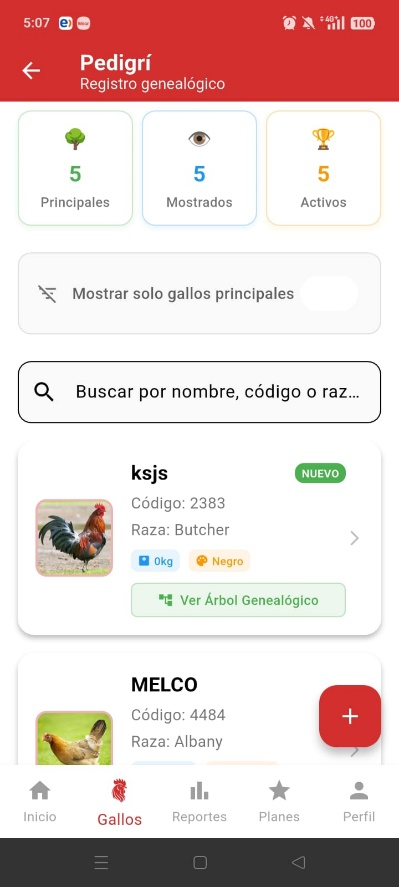 5:07
4G+
100
Pedigrí
Registro genealógico
5
5
5
Principales
Mostrados
Activos
Mostrar solo gallos principales
Buscar por nombre, código o raz...
ksjs
NUEVO
Código: 2383
Raza: Butcher
0kg
Negro
Ver Árbol Genealógico
MELCO
Código: 4484
Raza: Albany
+
Inicio
Gallos
Reportes
Planes
Perfil